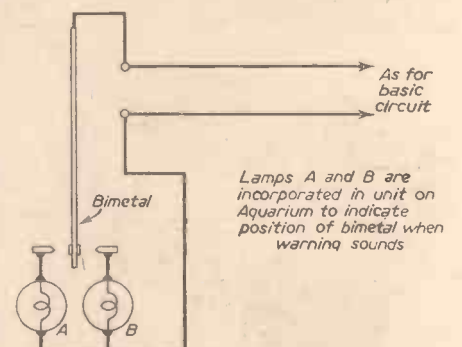 As for
basic
circuit
Lamps A and B are
incorporated in unit on
Aquarium to indicate
position of bimetal when
warning sounds
Bimetal
A
B